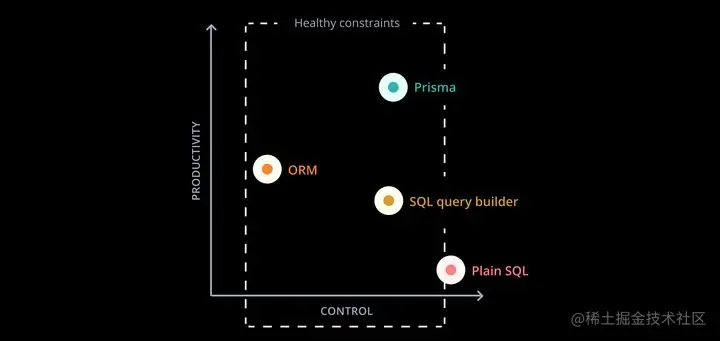 Healthy constraints
Prisma
PRODUCTIVITY
ORM
SQL query builder
Plain SQL
CONTROL
@稀土掘金技术社区